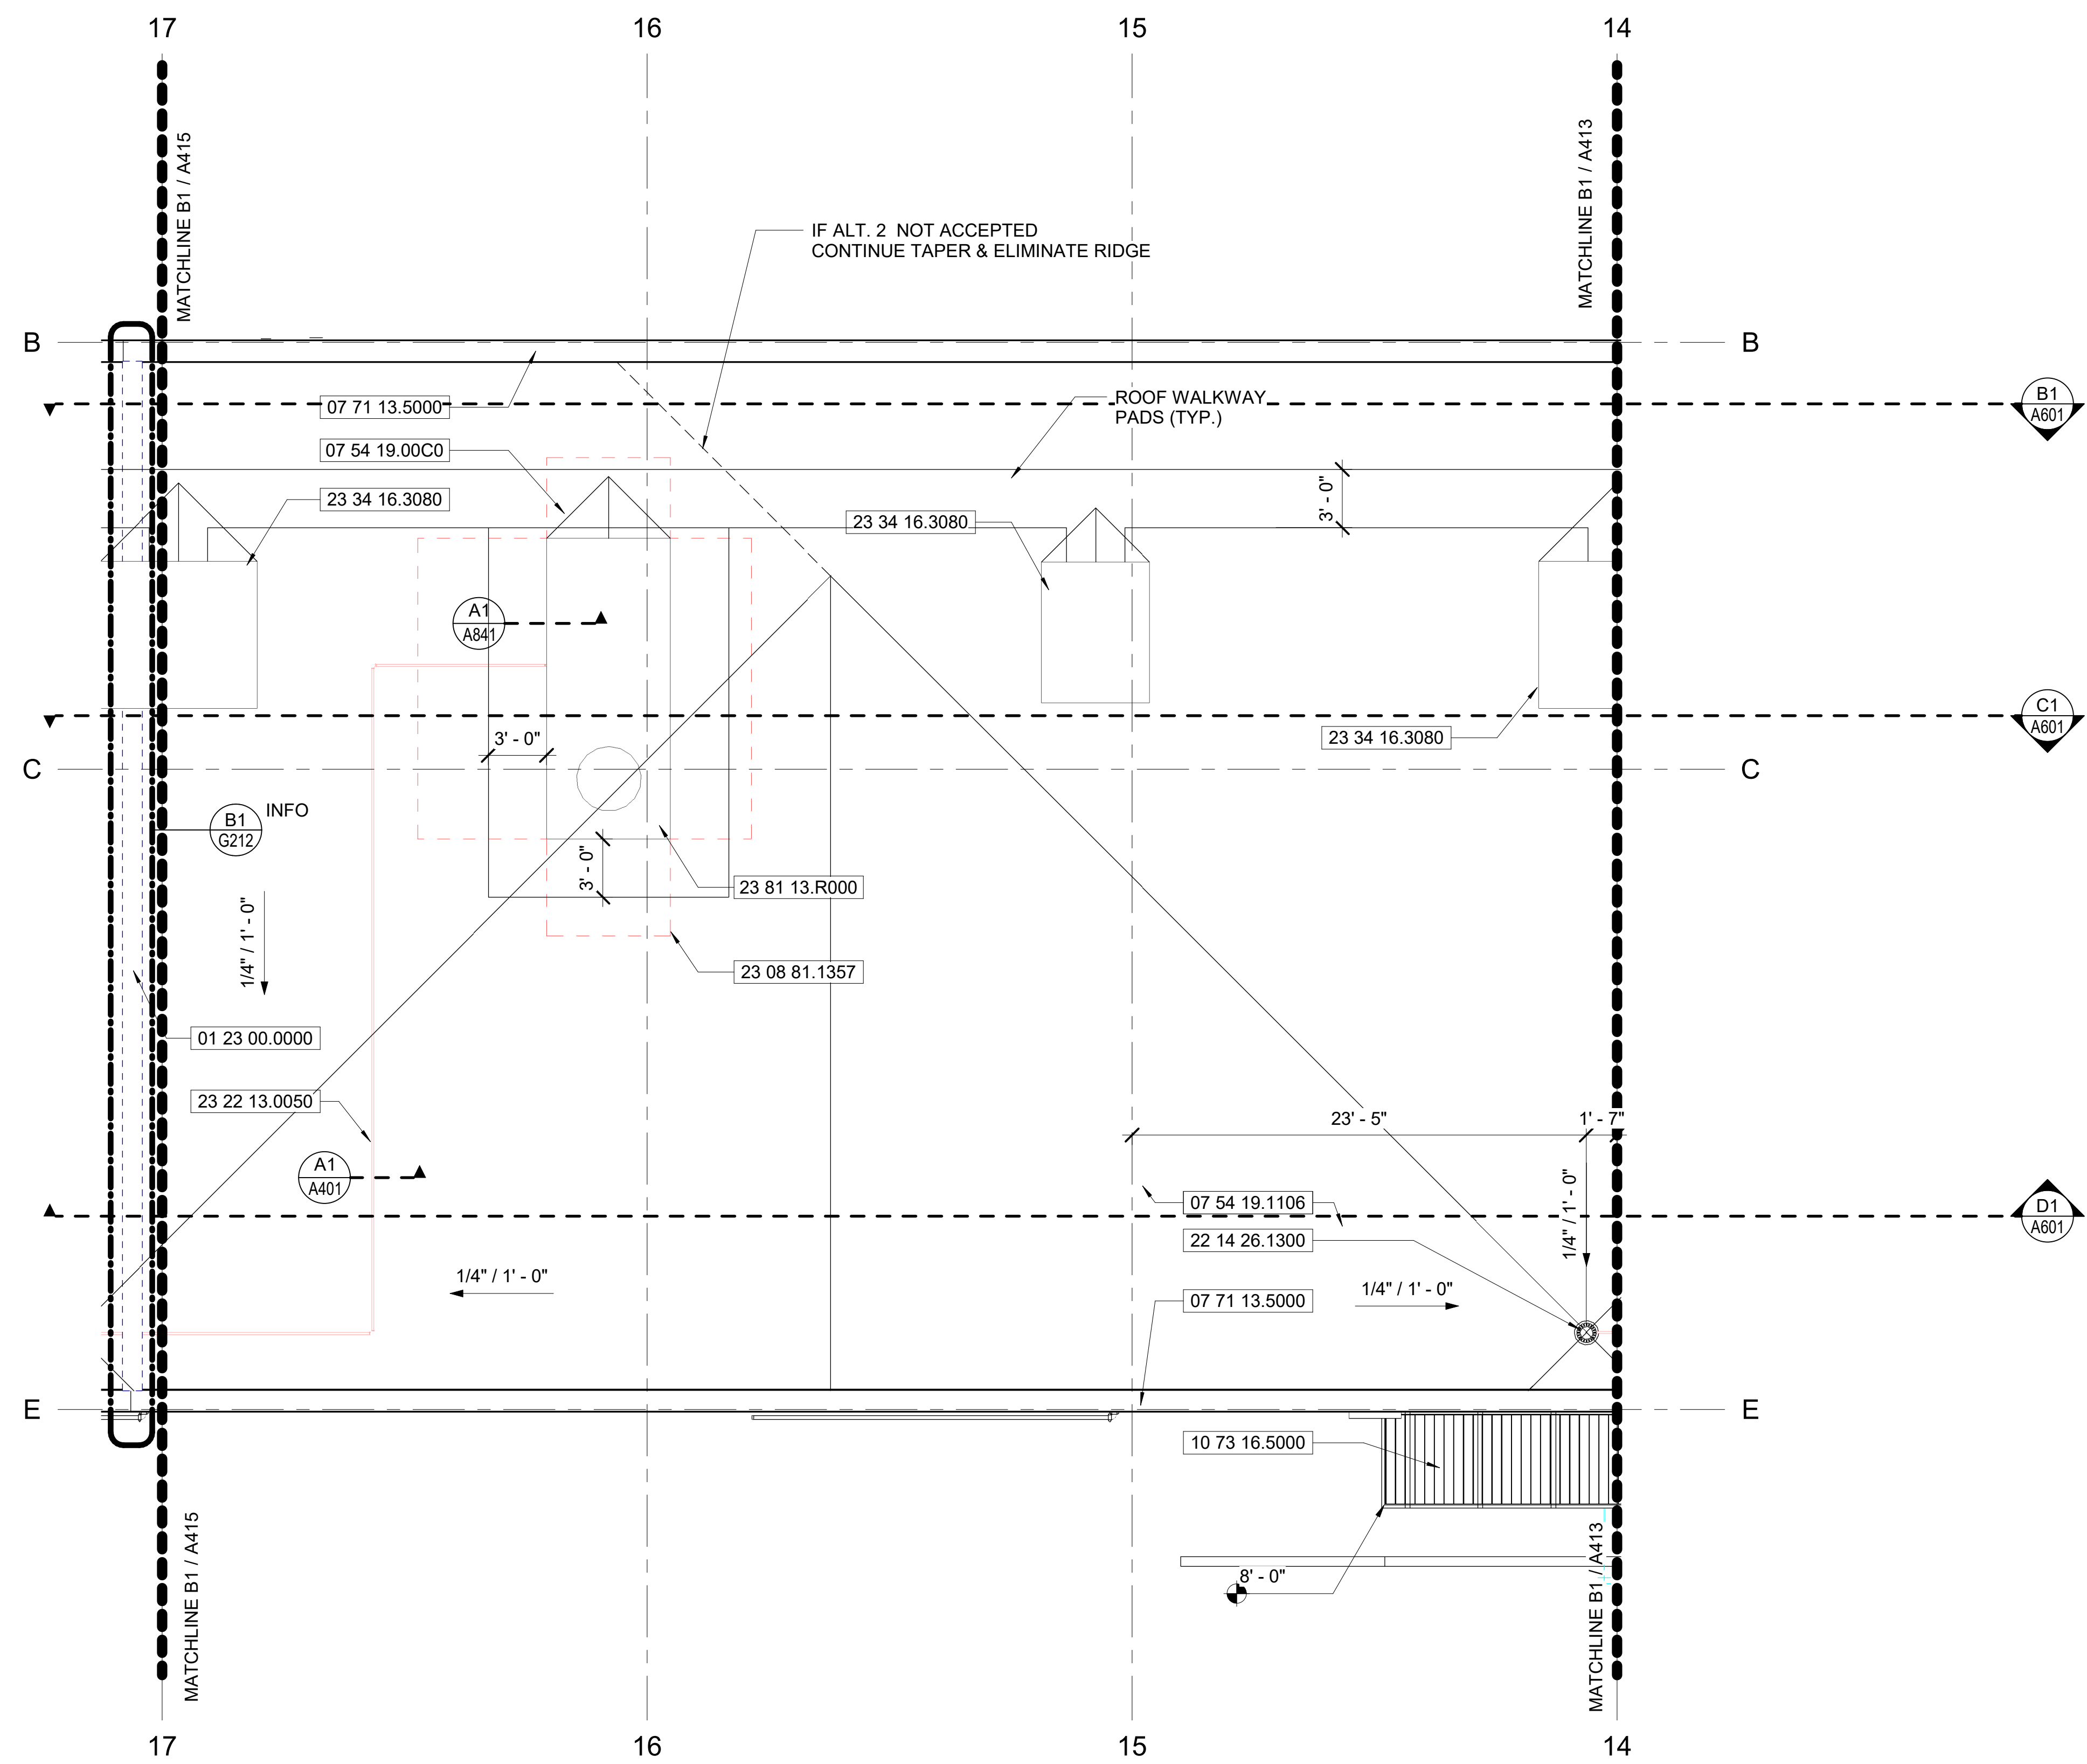 17
16
15
14
MATCHLINE B1 / A415
MATCHLINE B1 / A413
IF ALT. 2 NOT ACCEPTED
CONTINUE TAPER & ELIMINATE RIDGE
B
B
07 71 13.5000
ROOF WALKWAY
PADS (TYP.)
B1
A601
07 54 19.00C0
23 34 16.3080
23 34 16.3080
3' - 0"
A1
A841
C1
A601
3' - 0"
23 34 16.3080
C
C
B1
G212
INFO
3' - 0"
23 81 13.R000
1/4" / 1' - 0"
23 08 81.1357
01 23 00.0000
23 22 13.0050
23' - 5"
1' - 7"
A1
A401
07 54 19.1106
1/4" / 1' - 0"
D1
A601
22 14 26.1300
1/4" / 1' - 0"
1/4" / 1' - 0"
07 71 13.5000
E
E
10 73 16.5000
8' - 0"
MATCHLINE B1 / A415
MATCHLINE B1 / A413
17
16
15
14